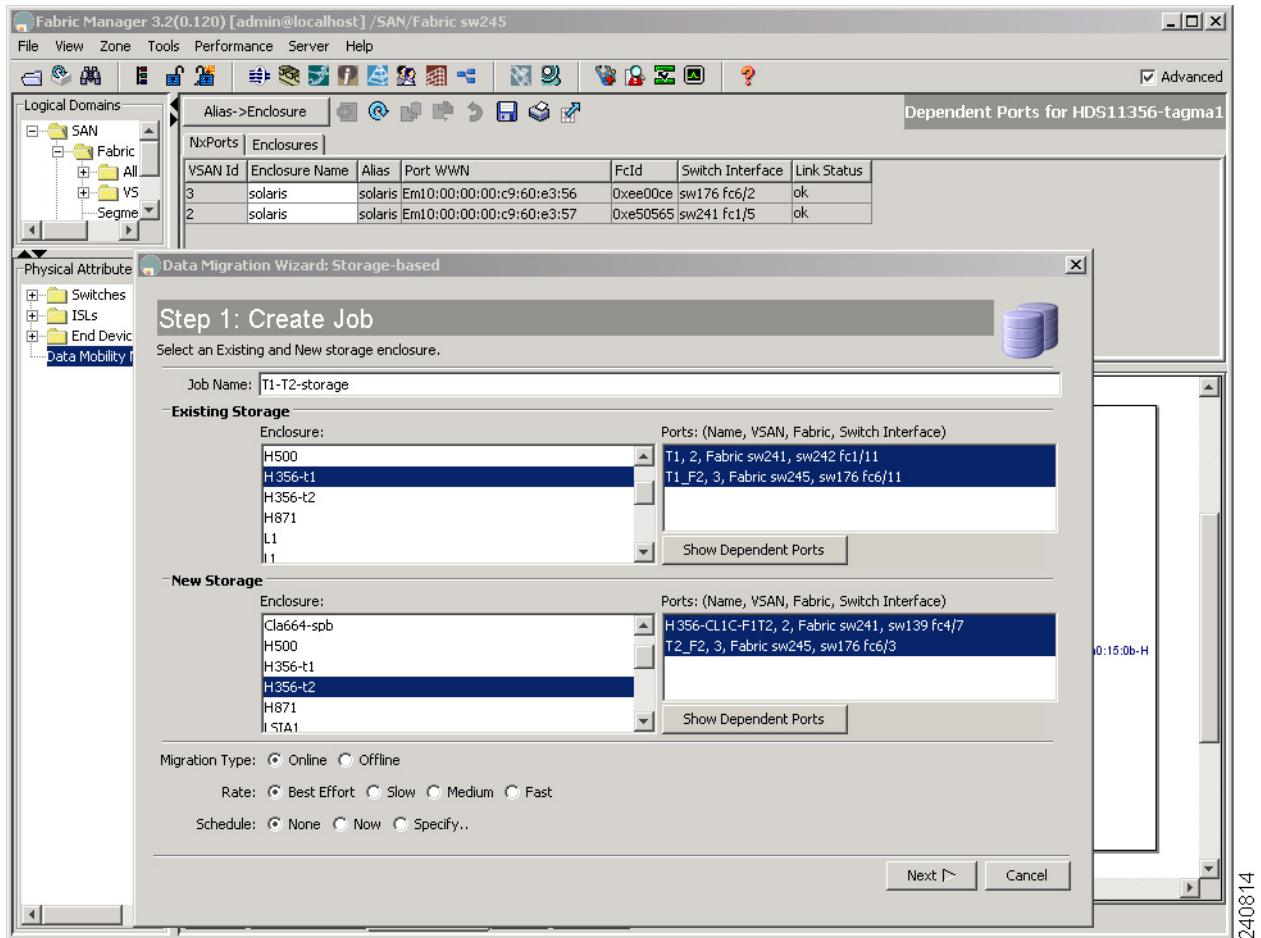 Fabric Manager 3.2(0.120) [admin@localhost] /SAN/Fabric sw245
File View Zone Tools Performance Server Help
Advanced
Logical Domains
SAN
Fabric
All
VS
Segme
Alias->Enclosure
Dependent Ports for HDS11356-tagma1
NxPorts Enclosures
VSAN Id Enclosure Name Alias Port WWN FcId Switch Interface Link Status
3 solaris solaris Em10:00:00:00:c9:60:e3:56 0xee00ce sw176 fc6/2 ok
2 solaris solaris Em10:00:00:00:c9:60:e3:57 0xe50565 sw241 fc1/5 ok
Physical Attribute
Switches
ISLs
End Devic
Data Mobility
Data Migration Wizard: Storage-based
Step 1: Create Job
Select an Existing and New storage enclosure.
Job Name: T1-T2-storage
Existing Storage
Enclosure:
H500
H356-t1
H356-t2
H871
L1
L1
Ports: (Name, VSAN, Fabric, Switch Interface)
T1, 2, Fabric sw241, sw242 fc1/11
T1_F2, 3, Fabric sw245, sw176 fc6/11
Show Dependent Ports
New Storage
Enclosure:
Cla664-spb
H500
H356-t1
H356-t2
H871
LSIA1
Ports: (Name, VSAN, Fabric, Switch Interface)
H356-CL1C-F1T2, 2, Fabric sw241, sw139 fc4/7
T2_F2, 3, Fabric sw245, sw176 fc6/3
Show Dependent Ports
Migration Type: Online Offline
Rate: Best Effort Slow Medium Fast
Schedule: None Now Specify..
Next Cancel
0:15:0b-H
240814